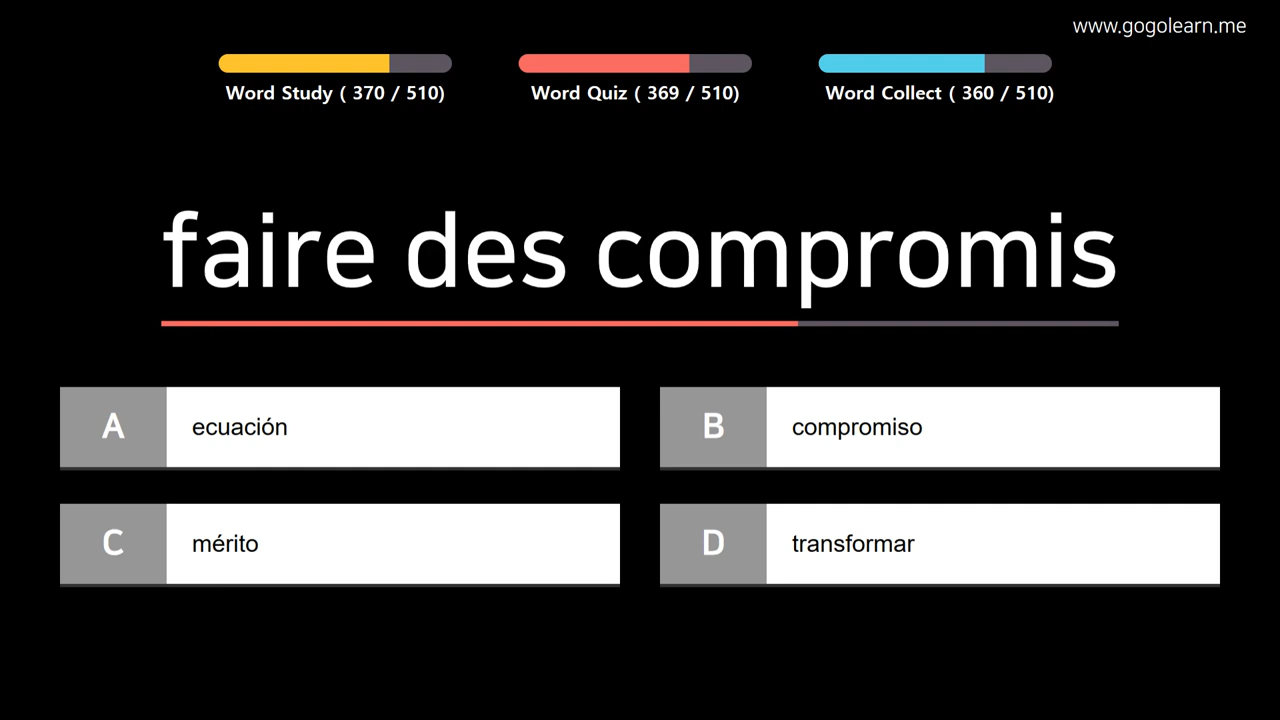 www.gogolearn.me
Word Study ( 370 / 510)
Word Quiz ( 369 / 510)
Word Collect ( 360 / 510)
faire des compromis
A ecuación
B compromiso
C mérito
D transformar